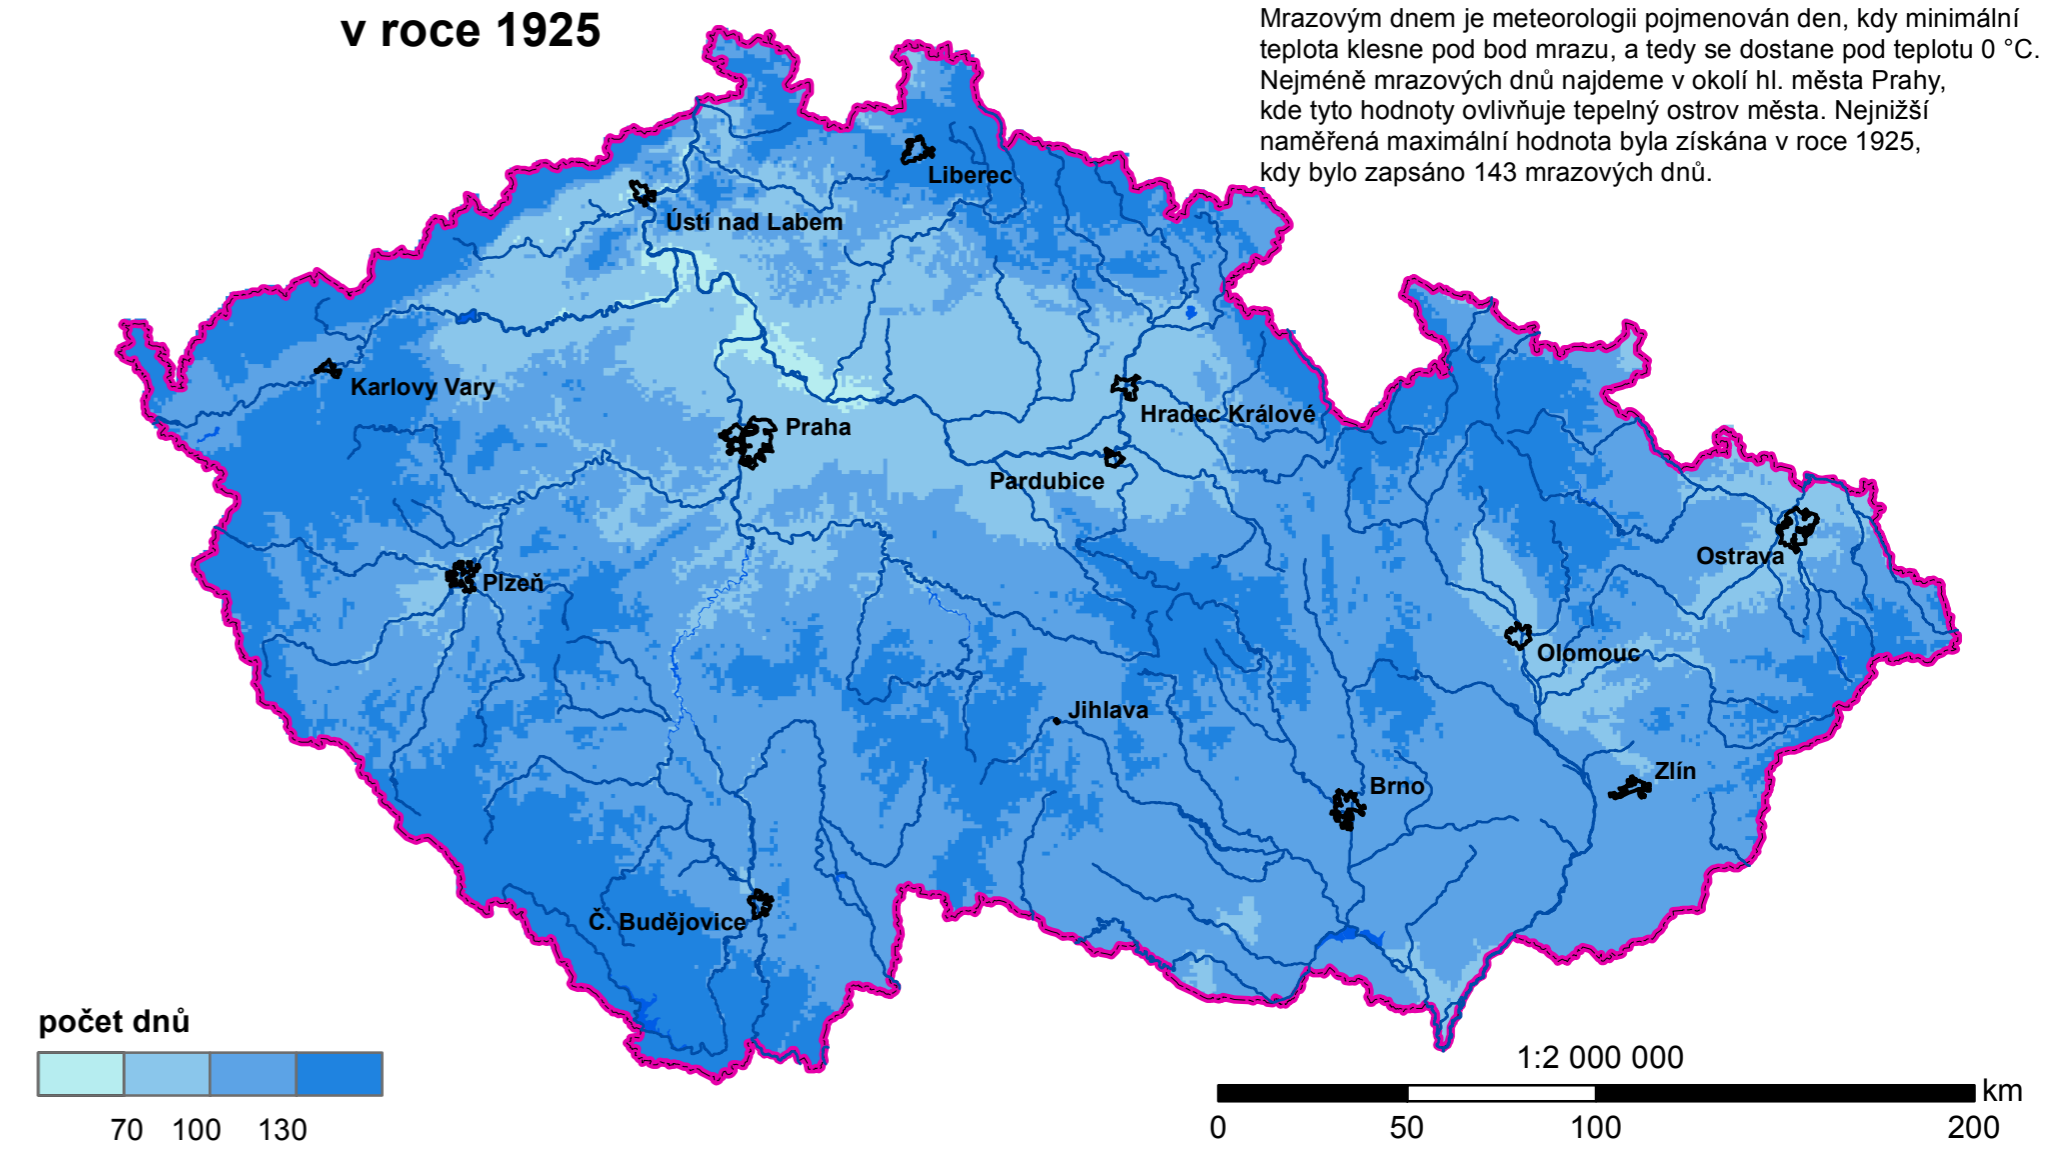 v roce 1925
Mrazovým dnem je meteorologii pojmenován den, kdy minimální
teplota klesne pod bod mrazu, a tedy se dostane pod teplotu 0 °C.
Nejméně mrazových dnů najdeme v okolí hl. města Prahy,
kde tyto hodnoty ovlivňuje tepelný ostrov města. Nejnižší
naměřená maximální hodnota byla získána v roce 1925,
kdy bylo zapsáno 143 mrazových dnů.
Liberec
Ústí nad Labem
Karlovy Vary
Praha
Hradec Králové
Pardubice
Plzeň
Ostrava
Olomouc
Jihlava
Zlín
Brno
Č. Budějovice
počet dnů
70 100 130
1:2 000 000
km
0 50 100 200